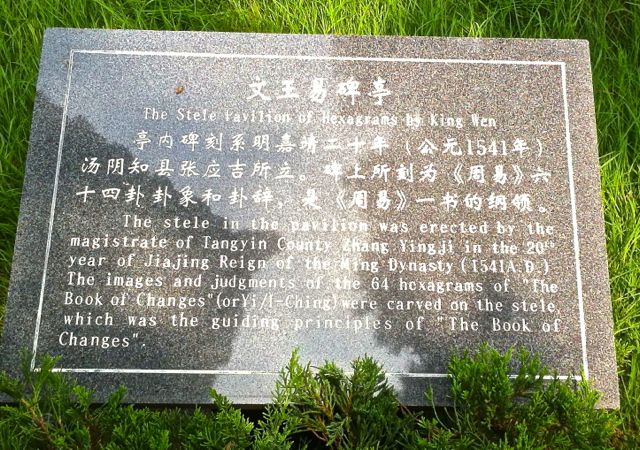 文王易碑亭
The Stele Pavilion of Hexagrams by King Wen
亭内碑刻系明嘉靖二十年（公元1541年）
汤阴知县张应吉所立。碑上所刻为《周易》六
十四卦卦象和卦辞，是《周易》一书的纲领。
The stele in the pavilion was erected by the
magistrate of Tangyin County Zhang Yingji in the 20th
year of Jiajing Reign of the Ming Dynasty (1541A.D.)
The images and judgments of the 64 hexagrams of "The
Book of Changes"(orYi/I-Ching)were carved on the stele,
which was the guiding principles of "The Book of
Changes".